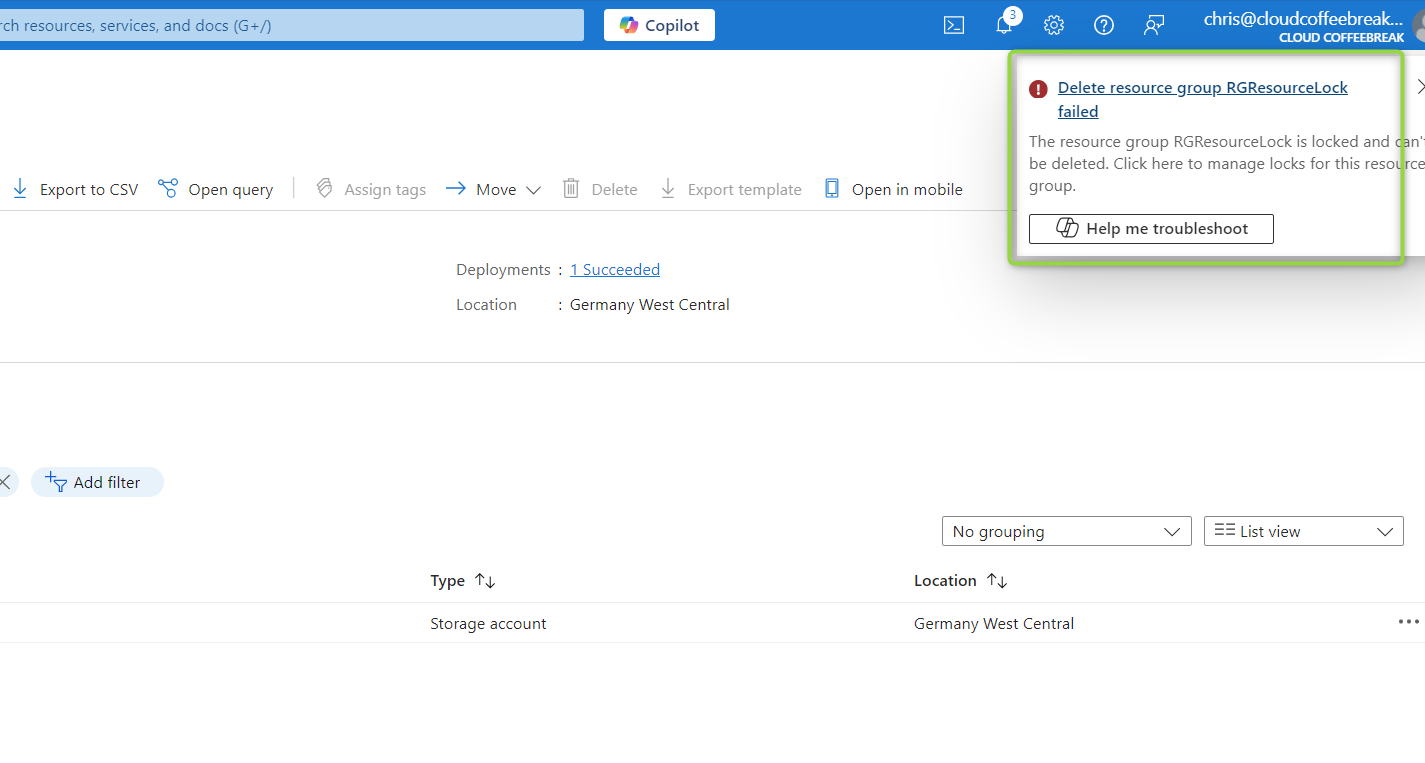 rch resources, services, and docs (G+/)
Copilot
3
chris@cloudcoffeebreak...
CLOUD COFFEEBREAK
Delete resource group RGResourceLock
failed
The resource group RGResourceLock is locked and can't
be deleted. Click here to manage locks for this resource
group.
Help me troubleshoot
Export to CSV
Open query
Assign tags
Move
Delete
Export template
Open in mobile
Deployments : 1 Succeeded
Location : Germany West Central
Add filter
No grouping
List view
Type
Location
Storage account
Germany West Central